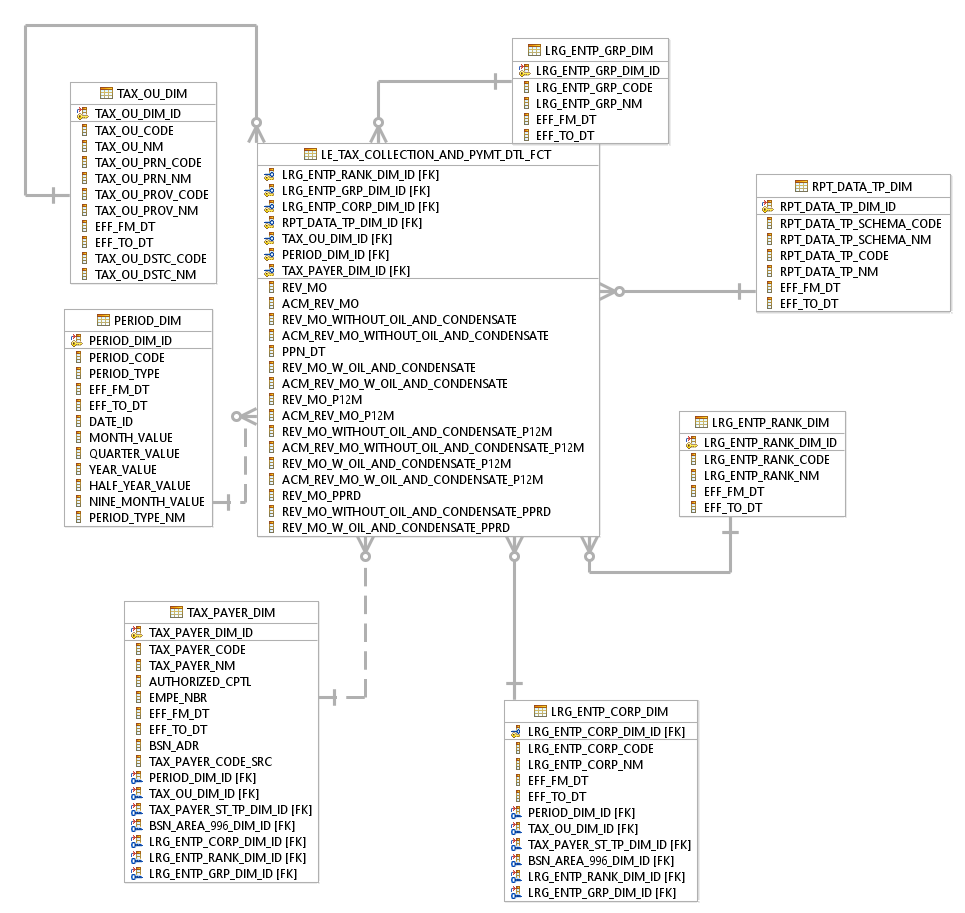 LRG_ENTP_GRP_DIM
LRG_ENTP_GRP_DIM_ID
LRG_ENTP_GRP_CODE
LRG_ENTP_GRP_NM
EFF_FM_DT
EFF_TO_DT
TAX_OU_DIM
TAX_OU_DIM_ID
TAX_OU_CODE
TAX_OU_NM
TAX_OU_PRN_CODE
TAX_OU_PRN_NM
TAX_OU_PROV_CODE
TAX_OU_PROV_NM
EFF_FM_DT
EFF_TO_DT
TAX_OU_DSTC_CODE
TAX_OU_DSTC_NM
LE_TAX_COLLECTION_AND_PYMT_DTL_FCT
LRG_ENTP_RANK_DIM_ID [FK]
LRG_ENTP_GRP_DIM_ID [FK]
LRG_ENTP_CORP_DIM_ID [FK]
RPT_DATA_TP_DIM_ID [FK]
TAX_OU_DIM_ID [FK]
PERIOD_DIM_ID [FK]
TAX_PAYER_DIM_ID [FK]
REV_MO
ACM_REV_MO
REV_MO_WITHOUT_OIL_AND_CONDENSATE
ACM_REV_MO_WITHOUT_OIL_AND_CONDENSATE
PPN_DT
REV_MO_W_OIL_AND_CONDENSATE
ACM_REV_MO_W_OIL_AND_CONDENSATE
REV_MO_P12M
ACM_REV_MO_P12M
REV_MO_WITHOUT_OIL_AND_CONDENSATE_P12M
ACM_REV_MO_WITHOUT_OIL_AND_CONDENSATE_P12M
REV_MO_W_OIL_AND_CONDENSATE_P12M
ACM_REV_MO_W_OIL_AND_CONDENSATE_P12M
REV_MO_PPRD
REV_MO_WITHOUT_OIL_AND_CONDENSATE_PPRD
REV_MO_W_OIL_AND_CONDENSATE_PPRD
RPT_DATA_TP_DIM
RPT_DATA_TP_DIM_ID
RPT_DATA_TP_SCHEMA_CODE
RPT_DATA_TP_SCHEMA_NM
RPT_DATA_TP_CODE
RPT_DATA_TP_NM
EFF_FM_DT
EFF_TO_DT
PERIOD_DIM
PERIOD_DIM_ID
PERIOD_CODE
PERIOD_TYPE
EFF_FM_DT
EFF_TO_DT
DATE_ID
MONTH_VALUE
QUARTER_VALUE
YEAR_VALUE
HALF_YEAR_VALUE
NINE_MONTH_VALUE
PERIOD_TYPE_NM
LRG_ENTP_RANK_DIM
LRG_ENTP_RANK_DIM_ID
LRG_ENTP_RANK_CODE
LRG_ENTP_RANK_NM
EFF_FM_DT
EFF_TO_DT
TAX_PAYER_DIM
TAX_PAYER_DIM_ID
TAX_PAYER_CODE
TAX_PAYER_NM
AUTHORIZED_CPTL
EMPE_NBR
EFF_FM_DT
EFF_TO_DT
BSN_ADR
TAX_PAYER_CODE_SRC
PERIOD_DIM_ID [FK]
TAX_OU_DIM_ID [FK]
TAX_PAYER_ST_TP_DIM_ID [FK]
BSN_AREA_996_DIM_ID [FK]
LRG_ENTP_CORP_DIM_ID [FK]
LRG_ENTP_RANK_DIM_ID [FK]
LRG_ENTP_GRP_DIM_ID [FK]
LRG_ENTP_CORP_DIM
LRG_ENTP_CORP_DIM_ID [FK]
LRG_ENTP_CORP_CODE
LRG_ENTP_CORP_NM
EFF_FM_DT
EFF_TO_DT
PERIOD_DIM_ID [FK]
TAX_OU_DIM_ID [FK]
TAX_PAYER_ST_TP_DIM_ID [FK]
BSN_AREA_996_DIM_ID [FK]
LRG_ENTP_RANK_DIM_ID [FK]
LRG_ENTP_GRP_DIM_ID [FK]